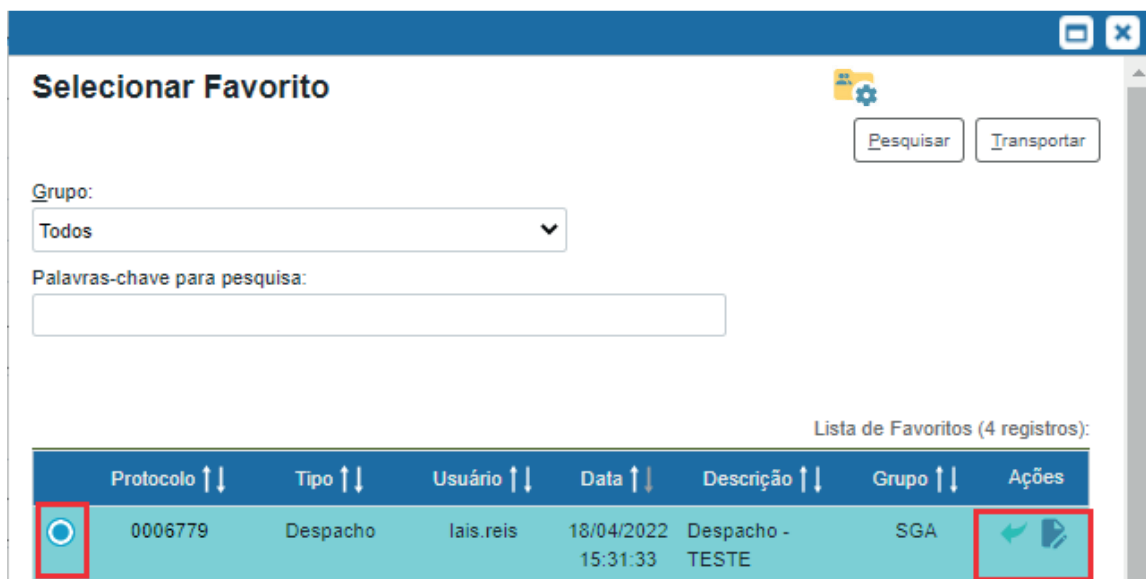 Selecionar Favorito
Pesquisar Transportar
Grupo:
Todos
Palavras-chave para pesquisa:
Lista de Favoritos (4 registros):
Protocolo Tipo Usuário Data Descrição Grupo Ações
0006779 Despacho lais.reis 18/04/2022 Despacho - SGA
15:31:33 TESTE